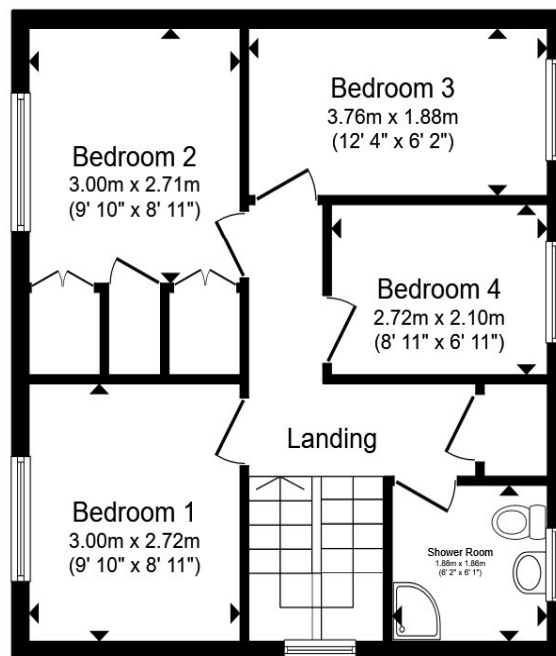 Bedroom 3
3.76m x 1.88m
(12' 4" x 6' 2")
Bedroom 2
3.00m x 2.71m
(9' 10" x 8' 11")
Bedroom 4
2.72m x 2.10m
(8' 11" x 6' 11")
Landing
Bedroom 1
3.00m x 2.72m
(9' 10" x 8' 11")
Shower Room
1.88m x 1.86m
(6' 2" x 6' 1")